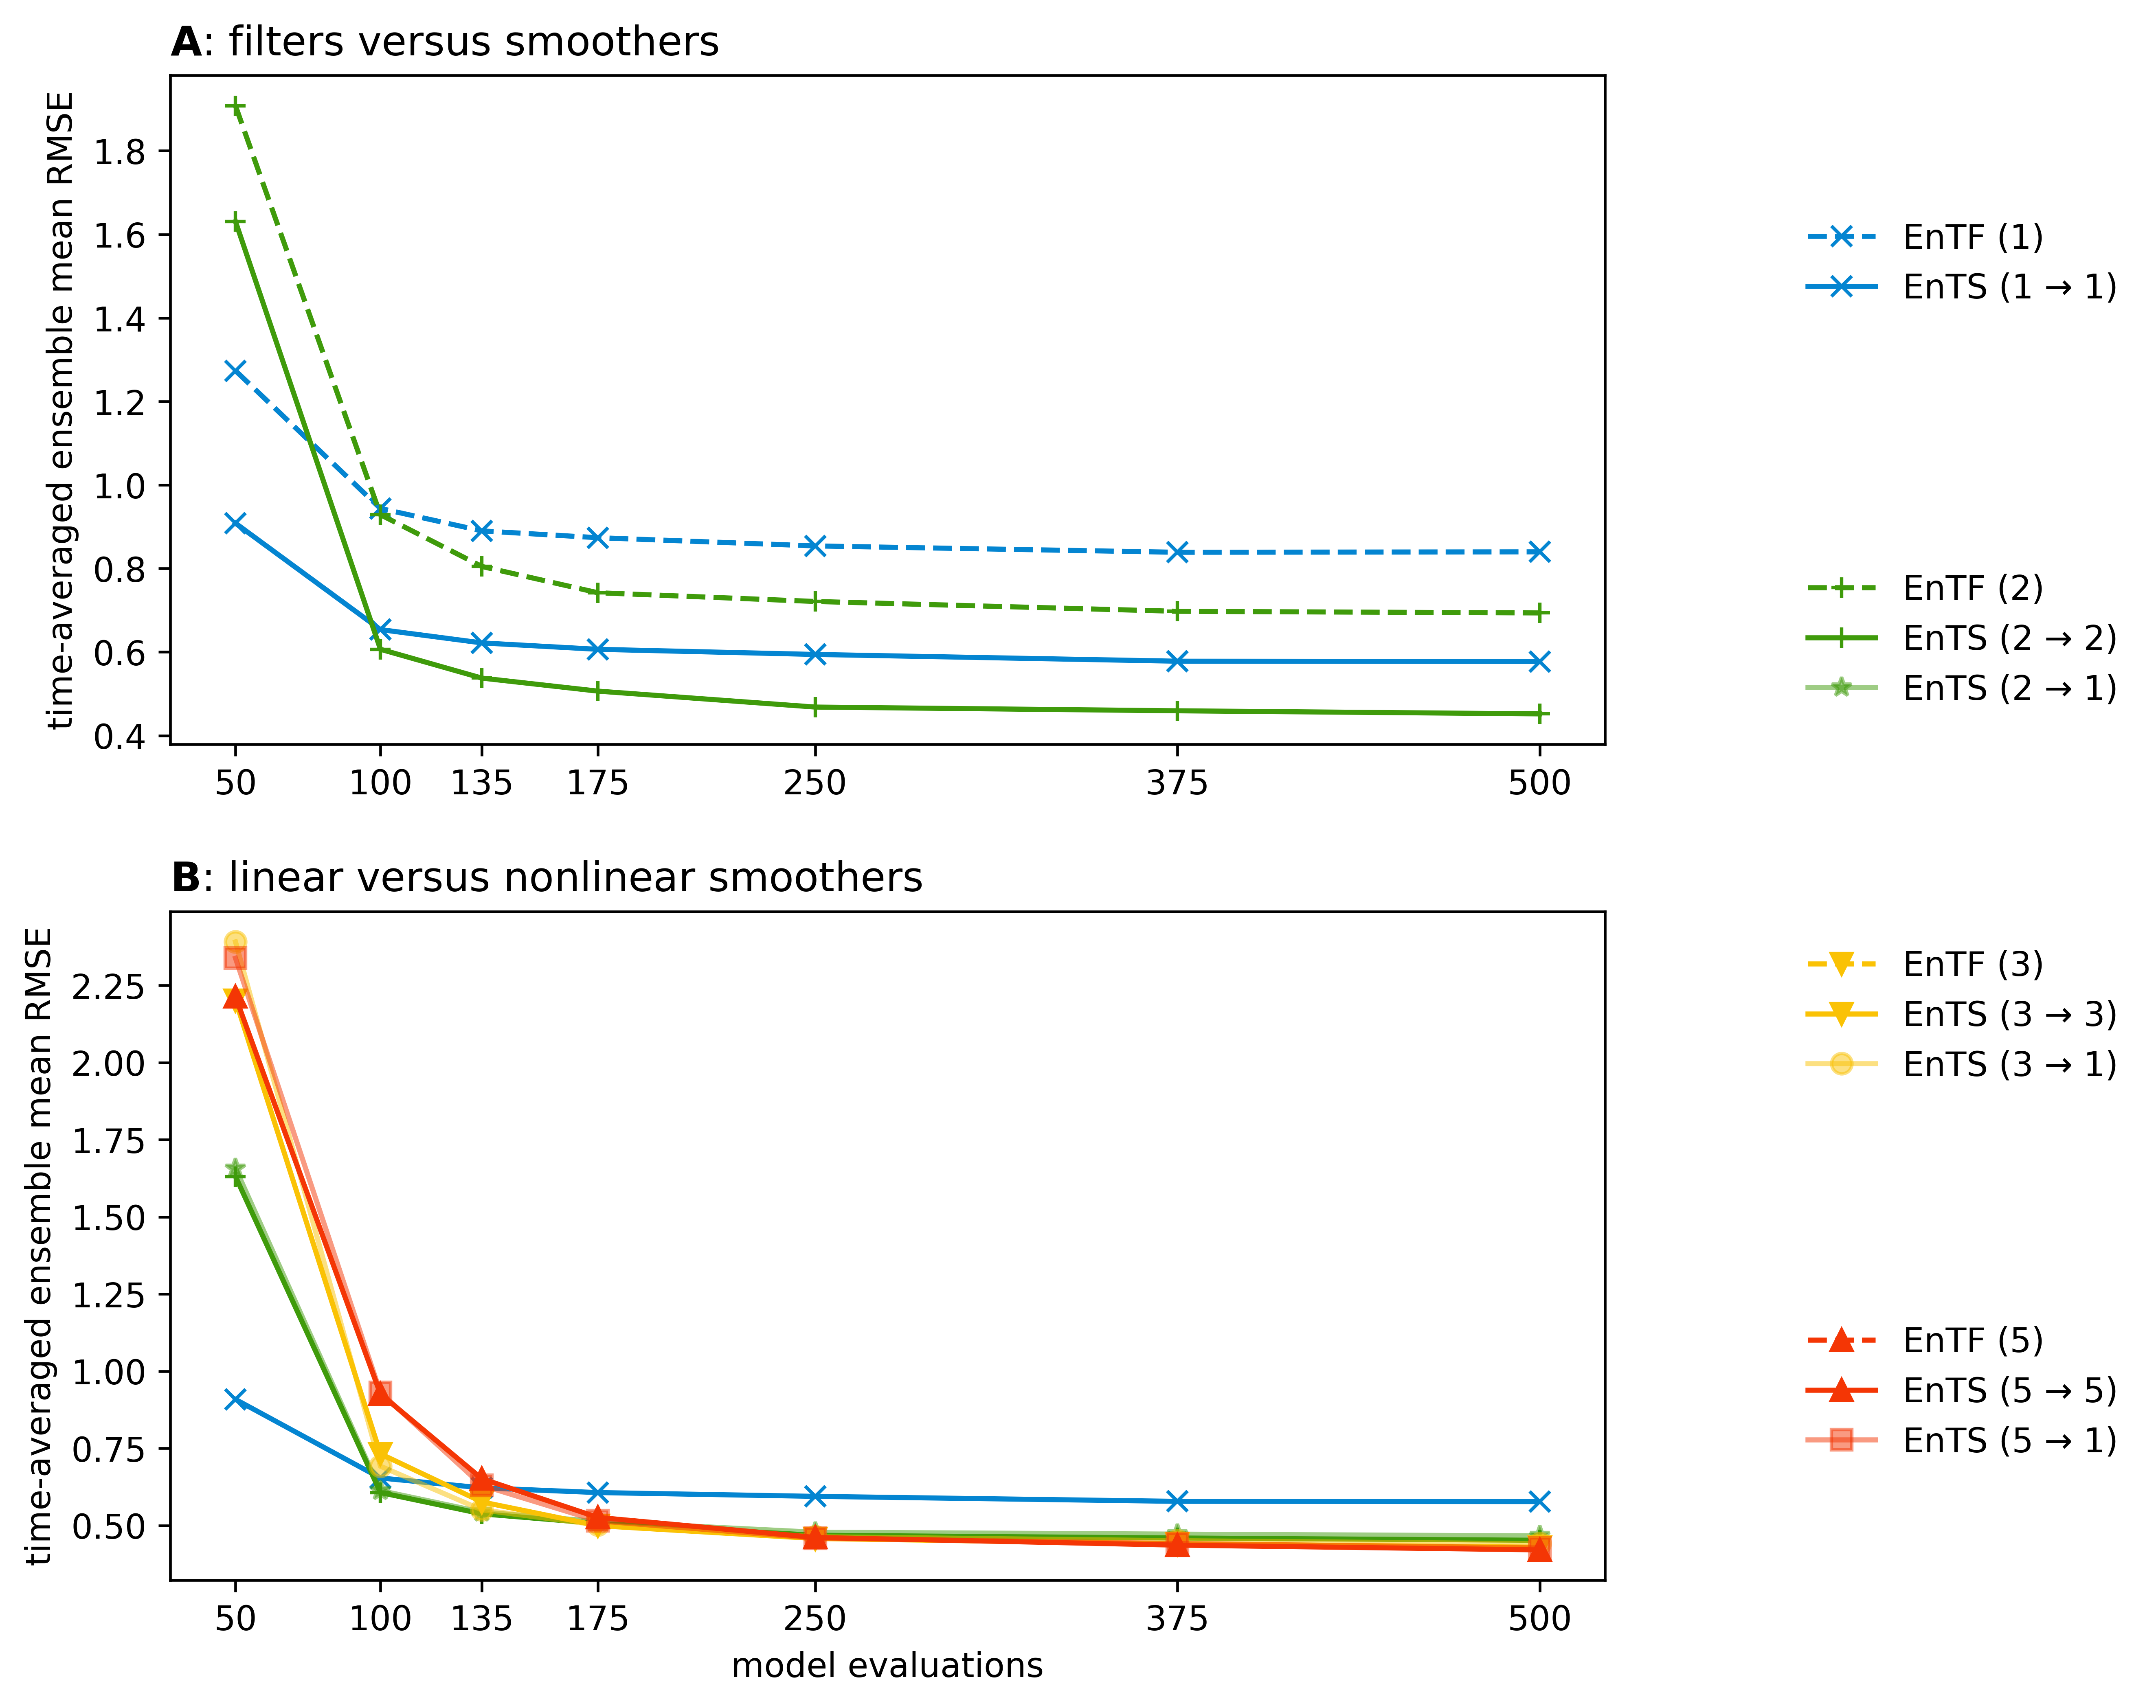 A: filters versus smoothers
time-averaged ensemble mean RMSE
1.8
1.6
1.4
1.2
1.0
0.8
0.6
0.4
50 100 135 175 250 375 500
EnTF (1)
EnTS (1 → 1)
EnTF (2)
EnTS (2 → 2)
EnTS (2 → 1)
B: linear versus nonlinear smoothers
time-averaged ensemble mean RMSE
2.25
2.00
1.75
1.50
1.25
1.00
0.75
0.50
50 100 135 175 250 375 500
model evaluations
EnTF (3)
EnTS (3 → 3)
EnTS (3 → 1)
EnTF (5)
EnTS (5 → 5)
EnTS (5 → 1)